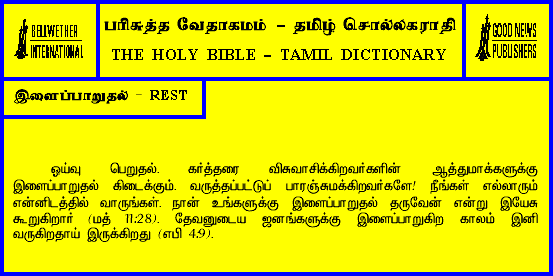 BELLWETHER
INTERNATIONAL
பரிசுத்த வேதாகமம் - தமிழ் சொல்லகராதி
THE HOLY BIBLE - TAMIL DICTIONARY
GOOD NEWS
PUBLISHERS
இளைப்பாறுதல் - REST
ஓய்வு பெறுதல். கர்த்தரை விசுவாசிக்கிறவர்களின் ஆத்துமாக்களுக்கு
இளைப்பாறுதல் கிடைக்கும். வருத்தப்பட்டுப் பாரஞ்சுமக்கிறவர்களே! நீங்கள் எல்லாரும்
என்னிடத்தில் வாருங்கள். நான் உங்களுக்கு இளைப்பாறுதல் தருவேன் என்று இயேசு
கூறுகிறார் (மத் 11:28). தேவனுடைய ஜனங்களுக்கு இளைப்பாறுகிற காலம் இனி
வருகிறதாய் இருக்கிறது (எபி 4:9).